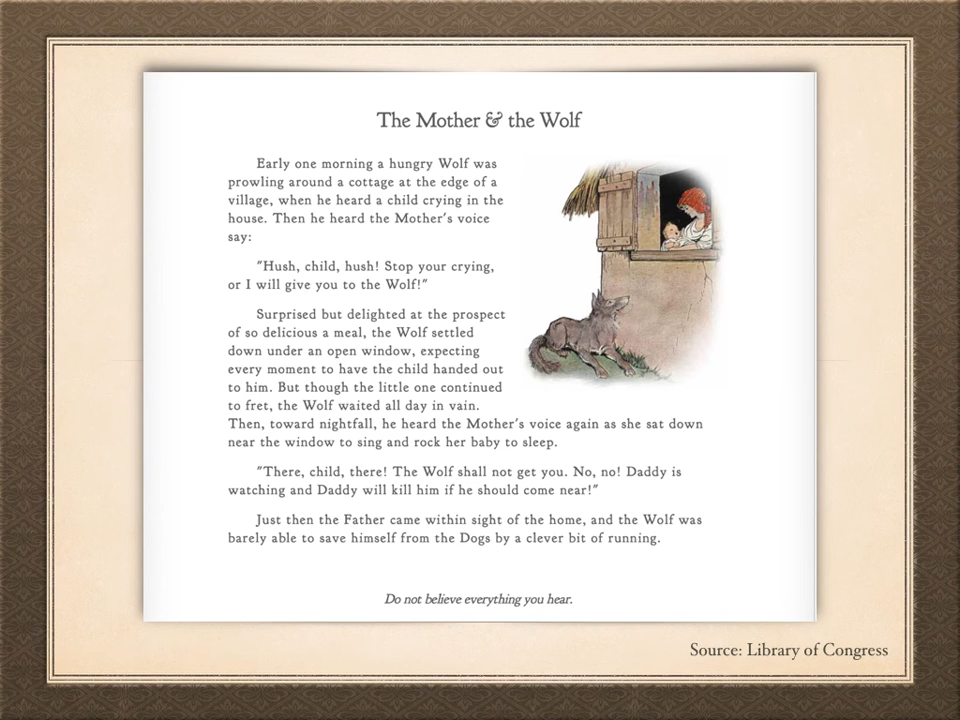 The Mother & the Wolf
Early one morning a hungry Wolf was
prowling around a cottage at the edge of a
village, when he heard a child crying in the
house. Then he heard the Mother's voice
say:
"Hush, child, hush! Stop your crying,
or I will give you to the Wolf!"
Surprised but delighted at the prospect
of so delicious a meal, the Wolf settled
down under an open window, expecting
every moment to have the child handed out
to him. But though the little one continued
to fret, the Wolf waited all day in vain.
Then, toward nightfall, he heard the Mother's voice again as she sat down
near the window to sing and rock her baby to sleep.
"There, child, there! The Wolf shall not get you. No, no! Daddy is
watching and Daddy will kill him if he should come near!"
Just then the Father came within sight of the home, and the Wolf was
barely able to save himself from the Dogs by a clever bit of running.
Do not believe everything you hear.
Source: Library of Congress